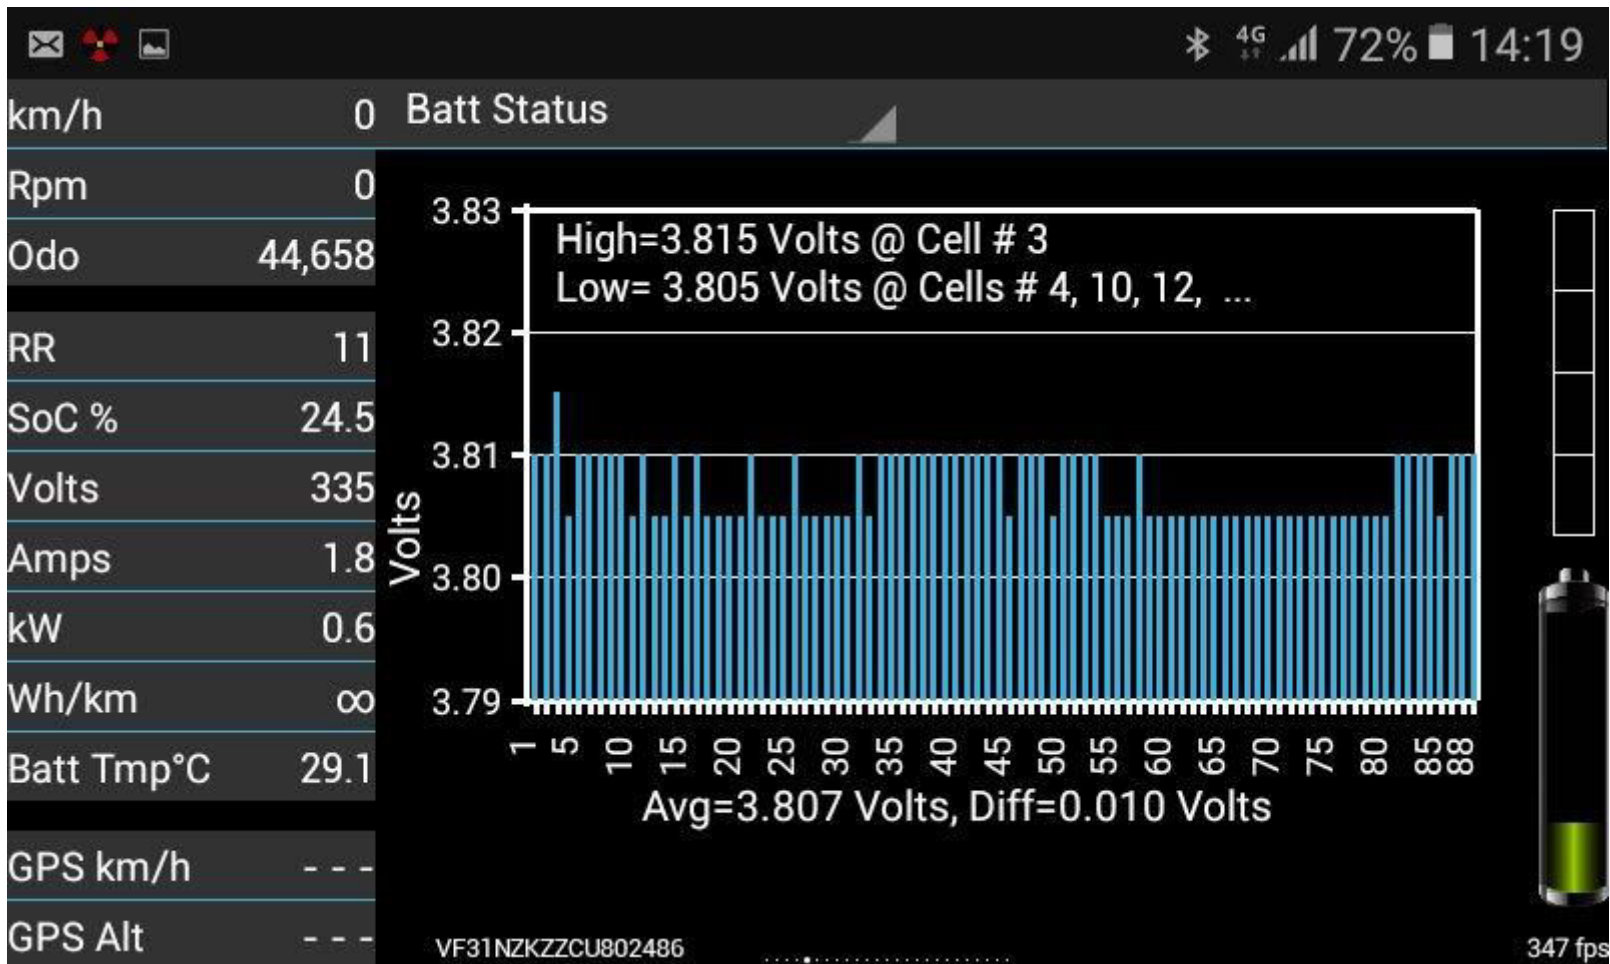 4G 72% 14:19
km/h 0
Rpm 0
Odo 44,658
RR 11
SoC % 24.5
Volts 335
Amps 1.8
kW 0.6
Wh/km ∞
Batt Tmp°C 29.1
GPS km/h - - -
GPS Alt - - -
Batt Status
High=3.815 Volts @ Cell # 3
Low= 3.805 Volts @ Cells # 4, 10, 12, ...
3.83
3.82
3.81
3.80
3.79
Volts
1 5 10 15 20 25 30 35 40 45 50 55 60 65 70 75 80 85 88
Avg=3.807 Volts, Diff=0.010 Volts
VF31NZKZZCU802486
347 fps